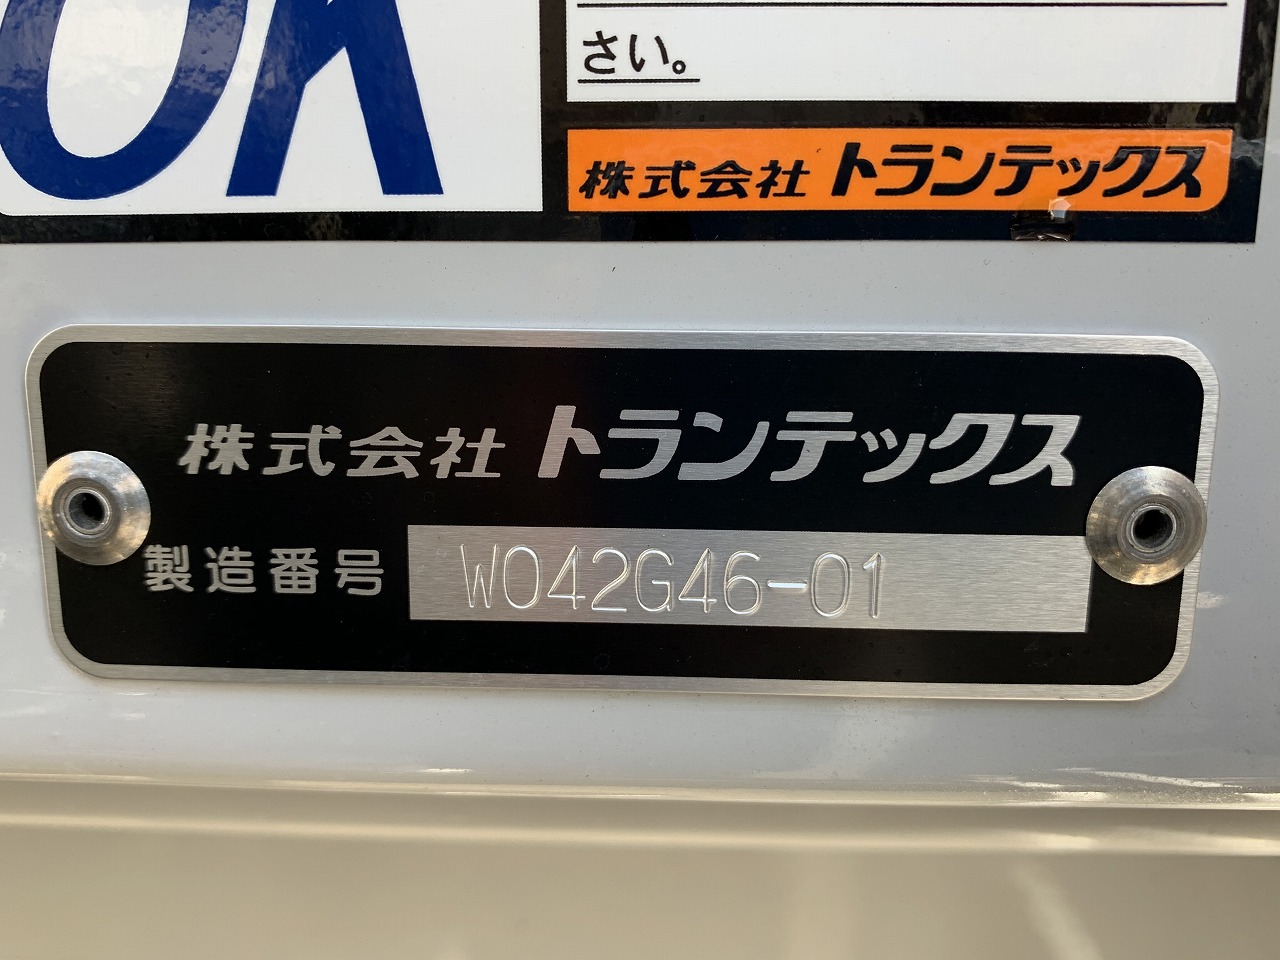 OK
さい。
株式会社 トランテックス
株式会社 トランテックス
製造番号 W042G46-01